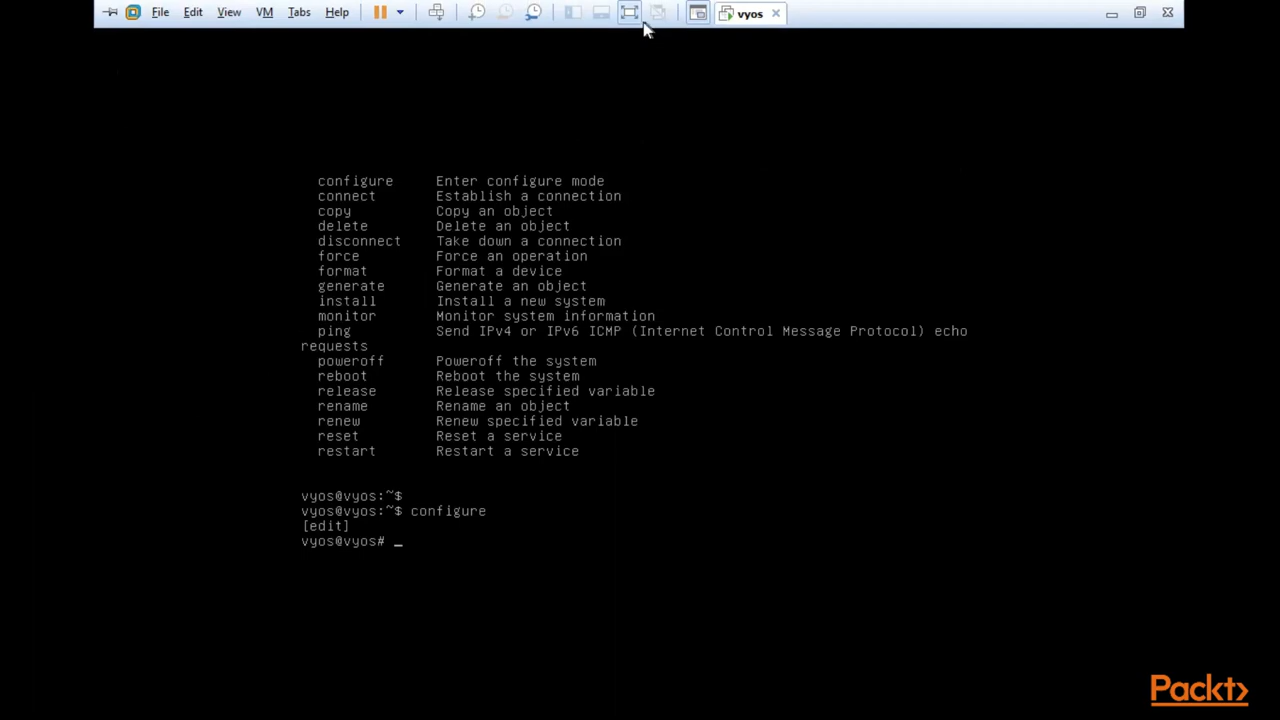 File Edit View VM Tabs Help vyos
configure Enter configure mode
connect Establish a connection
copy Copy an object
delete Delete an object
disconnect Take down a connection
force Force an operation
format Format a device
generate Generate an object
install Install a new system
monitor Monitor system information
ping Send IPv4 or IPv6 ICMP (Internet Control Message Protocol) echo
requests
poweroff Poweroff the system
reboot Reboot the system
release Release specified variable
rename Rename an object
renew Renew specified variable
reset Reset a service
restart Restart a service
vyos@vyos:~$
vyos@vyos:~$ configure
[edit]
vyos@vyos# _
Packt>